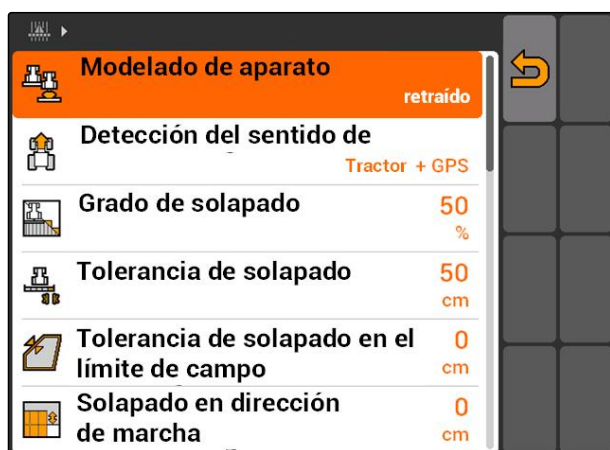 Modelado de aparato
retraído
Detección del sentido de
Tractor + GPS
Grado de solapado
50
%
Tolerancia de solapado
50
cm
Tolerancia de solapado en el
límite de campo
0
cm
Solapado en dirección
de marcha
0
cm